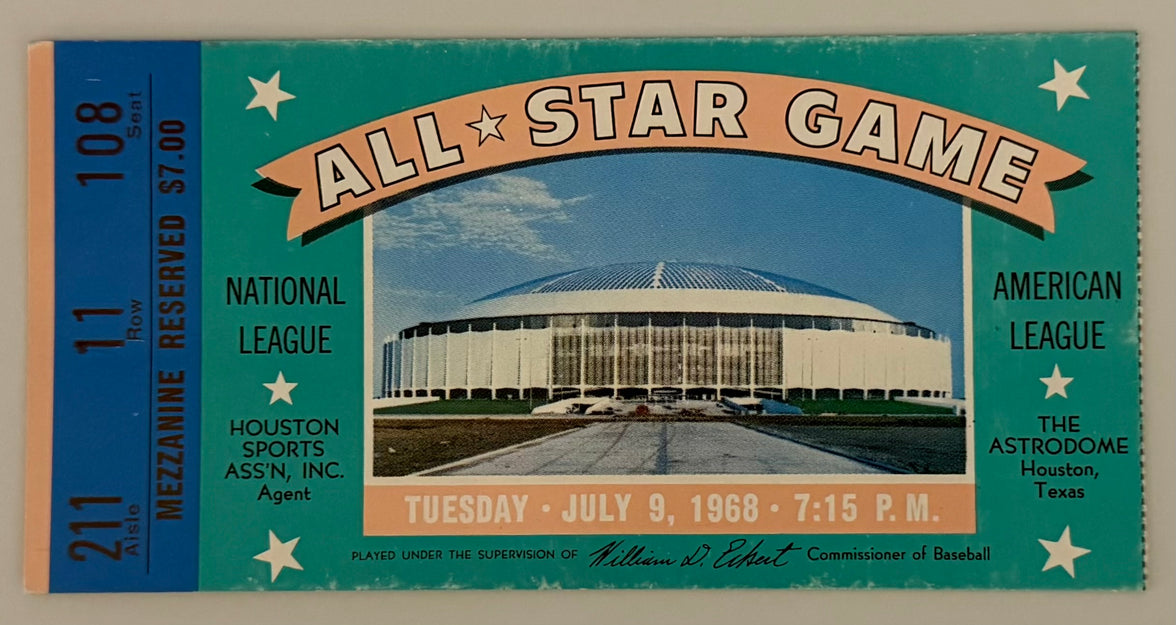 211 Aisle 11 Row 108 Seat
MEZZANINE RESERVED $7.00
ALL STAR GAME
NATIONAL
LEAGUE
HOUSTON
SPORTS
ASS'N, INC.
Agent
AMERICAN
LEAGUE
THE
ASTRODOME
Houston,
Texas
TUESDAY · JULY 9, 1968 · 7:15 P. M.
PLAYED UNDER THE SUPERVISION OF William D. Eckert Commissioner of Baseball